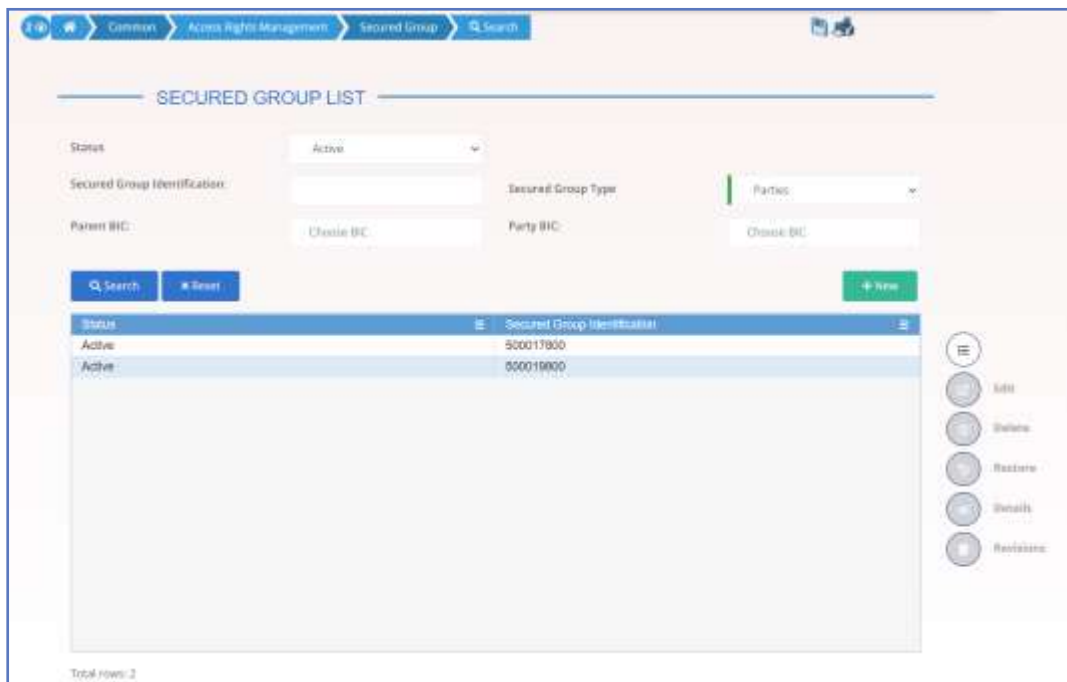 Common Access Rights Management Secured Group Search
SECURED GROUP LIST
Status Active
Secured Group Identification: Secured Group Type Parties
Parent BIC: Choose BIC Party BIC: Choose BIC
Search Reset New
Status Secured Group Identification
Active 500017800
Active 500019800
Edit
Delete
Restore
Details
Revisions
Total rows: 2